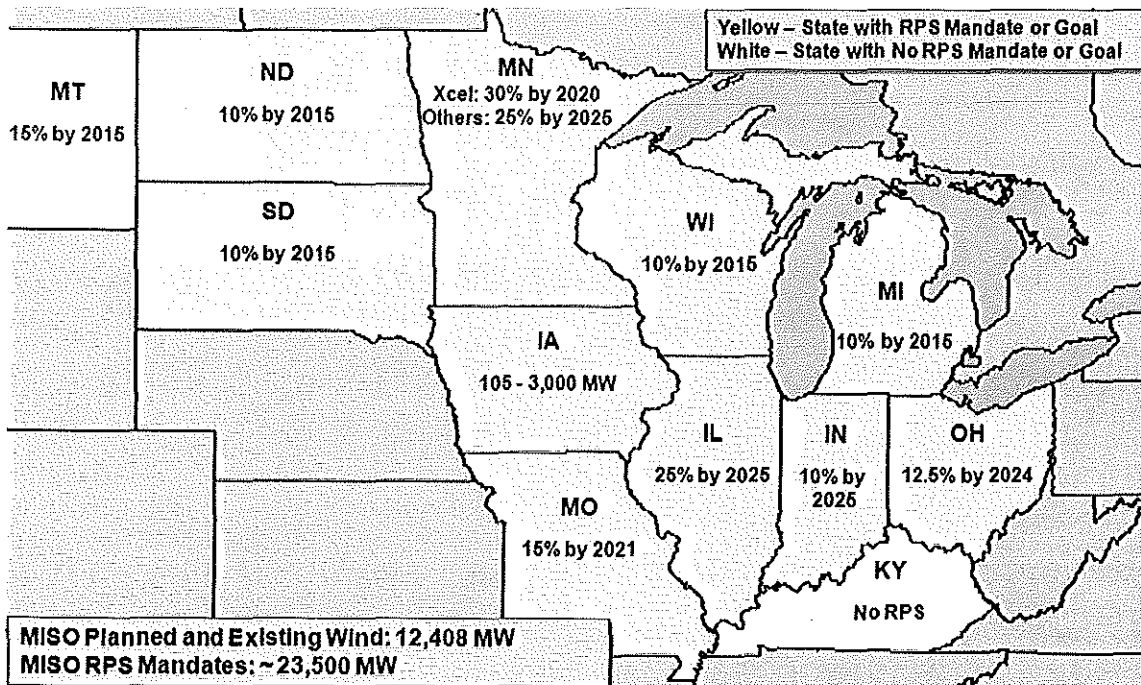 Yellow – State with RPS Mandate or Goal
White – State with No RPS Mandate or Goal
MT
15% by 2015
ND
10% by 2015
MN
Xcel: 30% by 2020
Others: 25% by 2025
SD
10% by 2015
WI
10% by 2015
MI
10% by 2015
IA
105 - 3,000 MW
IL
25% by 2025
IN
10% by
2025
OH
12.5% by 2024
MO
15% by 2021
KY
No RPS
MISO Planned and Existing Wind: 12,408 MW
MISO RPS Mandates: ~23,500 MW